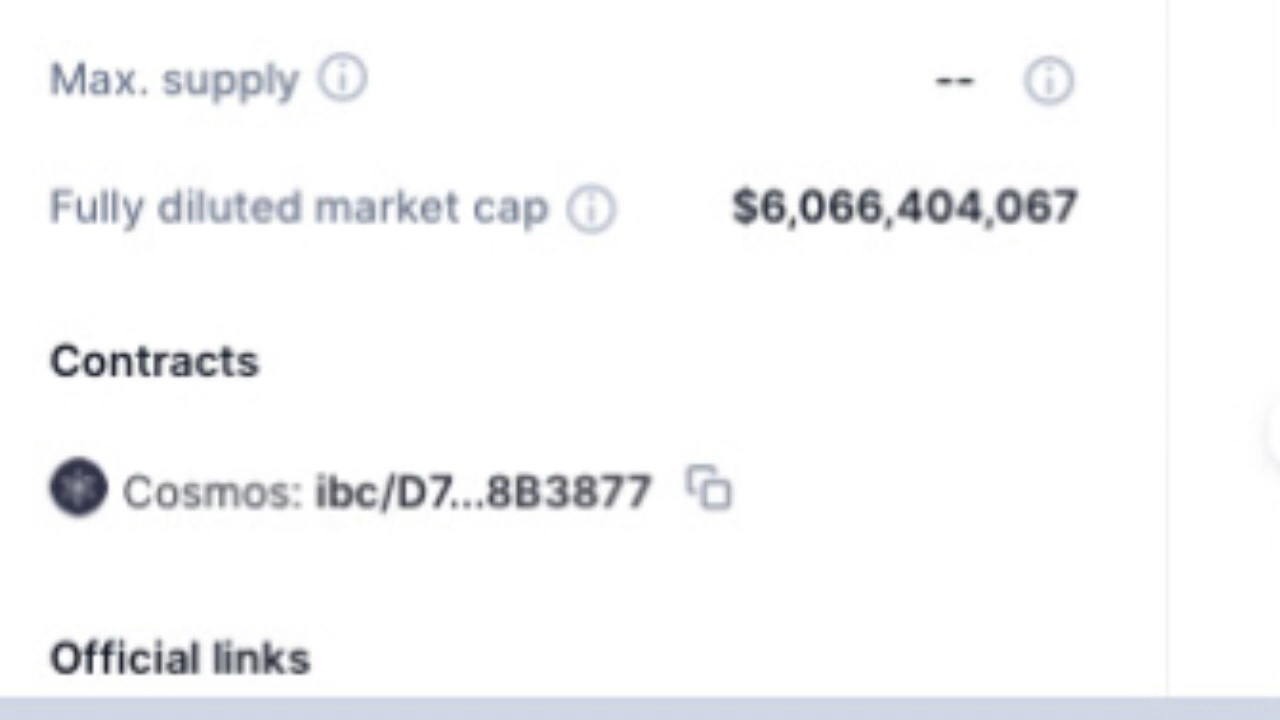 Max. supply --
Fully diluted market cap $6,066,404,067
Contracts
Cosmos: ibc/D7...8B3877
Official links